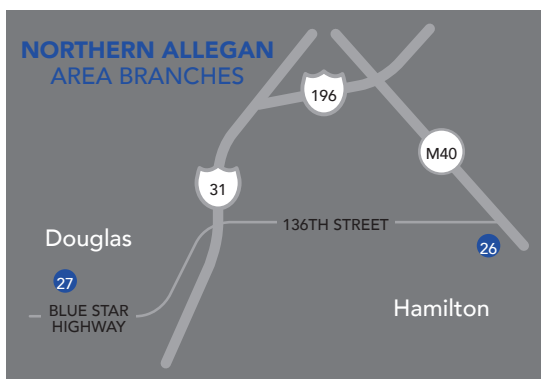 NORTHERN ALLEGAN
AREA BRANCHES
196
M40
31
136TH STREET
Douglas
26
27
BLUE STAR
HIGHWAY
Hamilton